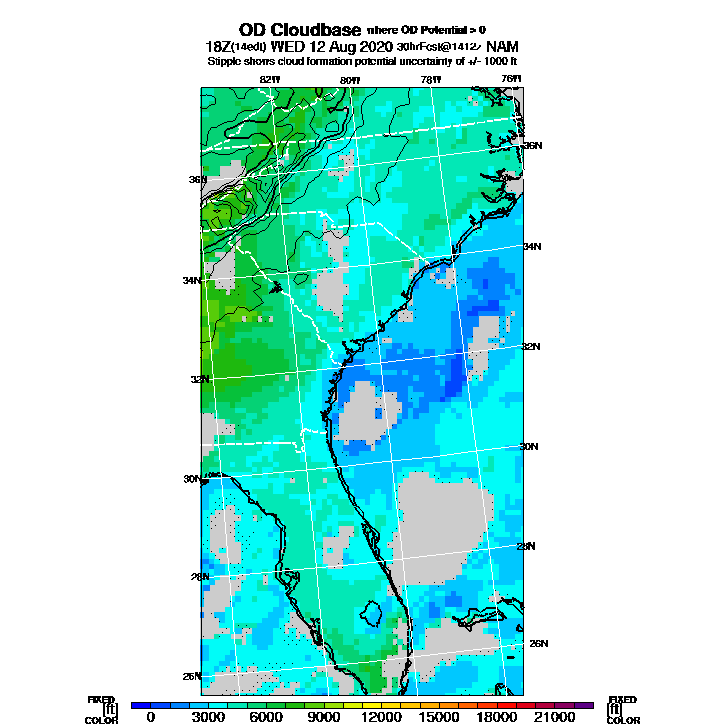 OD Cloudbase where OD Potential > 0
18Z(14edt) WED 12 Aug 2020 30hrFcst@1412z NAM
Stipple shows cloud formation potential uncertainty of +/- 1000 ft
82W 80W 78W 76W
36N 36N
34N 34N
32N 32N
30N 30N
28N 28N
26N 26N
FIXED FIXED
[ft] [ft]
COLOR 0 3000 6000 9000 12000 15000 18000 21000 COLOR